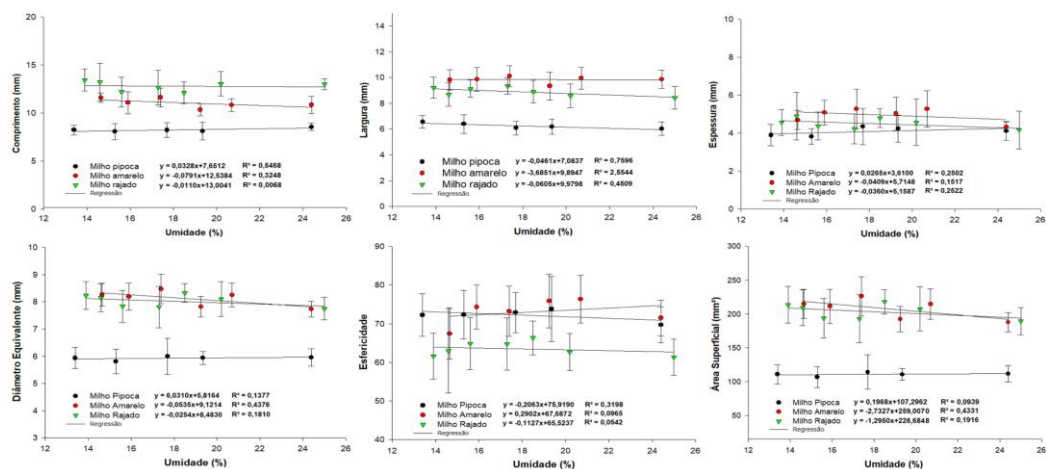 Comprimento (mm)
20
15
10
5
0
Milho pipoca y = 0,0328x+7,6512 R² = 0,5468
Milho amarelo y = -0,0791x+12,5384 R² = 0,3248
Milho rajado y = -0,0110x+13,0041 R² = 0,0068
Regressão
12 14 16 18 20 22 24 26
Umidade (%)
Largura (mm)
14
12
10
8
6
4
2
0
Milho pipoca y = -0,0461x+7,0837 R² = 0,7596
Milho amarelo y = -3,6851x+9,8947 R² = 2,5544
Milho rajado y = -0,0605x+9,9798 R² = 0,4509
Regressão
12 14 16 18 20 22 24 26
Umidade (%)
Espessura (mm)
8
6
4
2
0
Milho Pipoca y = 0,0265x+3,6100 R² = 0,2502
Milho Amarelo y = -0,0409x+5,7148 R² = 0,1517
Milho Rajado y = -0,0360x+5,1887 R² = 0,2522
Regressão
12 14 16 18 20 22 24 26
Umidade (%)
Diâmetro Equivalente (mm)
10
9
8
7
6
5
4
3
Milho Pipoca y = 6,0310x+5,8164 R² = 0,1377
Milho Amarelo y = -0,0535x+9,1214 R² = 0,4376
Milho Rajado y = -0,0254x+8,4830 R² = 0,1810
Regressão
12 14 16 18 20 22 24 26
Umidade (%)
Esfericidade
90
80
70
60
50
40
Milho Pipoca y = -0,2063x+75,9190 R² = 0,3198
Milho Amarelo y = 0,2902x+67,6872 R² = 0,0965
Milho Rajado y = -0,1127x+65,5237 R² = 0,0542
Regressão
12 14 16 18 20 22 24 26
Umidade (%)
Área Superficial (mm²)
300
250
200
150
100
50
0
Milho Pipoca y = 0,1968x+107,2962 R² = 0,0939
Milho Amarelo y = -2,7327x+259,0070 R² = 0,4331
Milho Rajado y = -1,2950x+226,6848 R² = 0,1916
Regressão
12 14 16 18 20 22 24 26
Umidade (%)